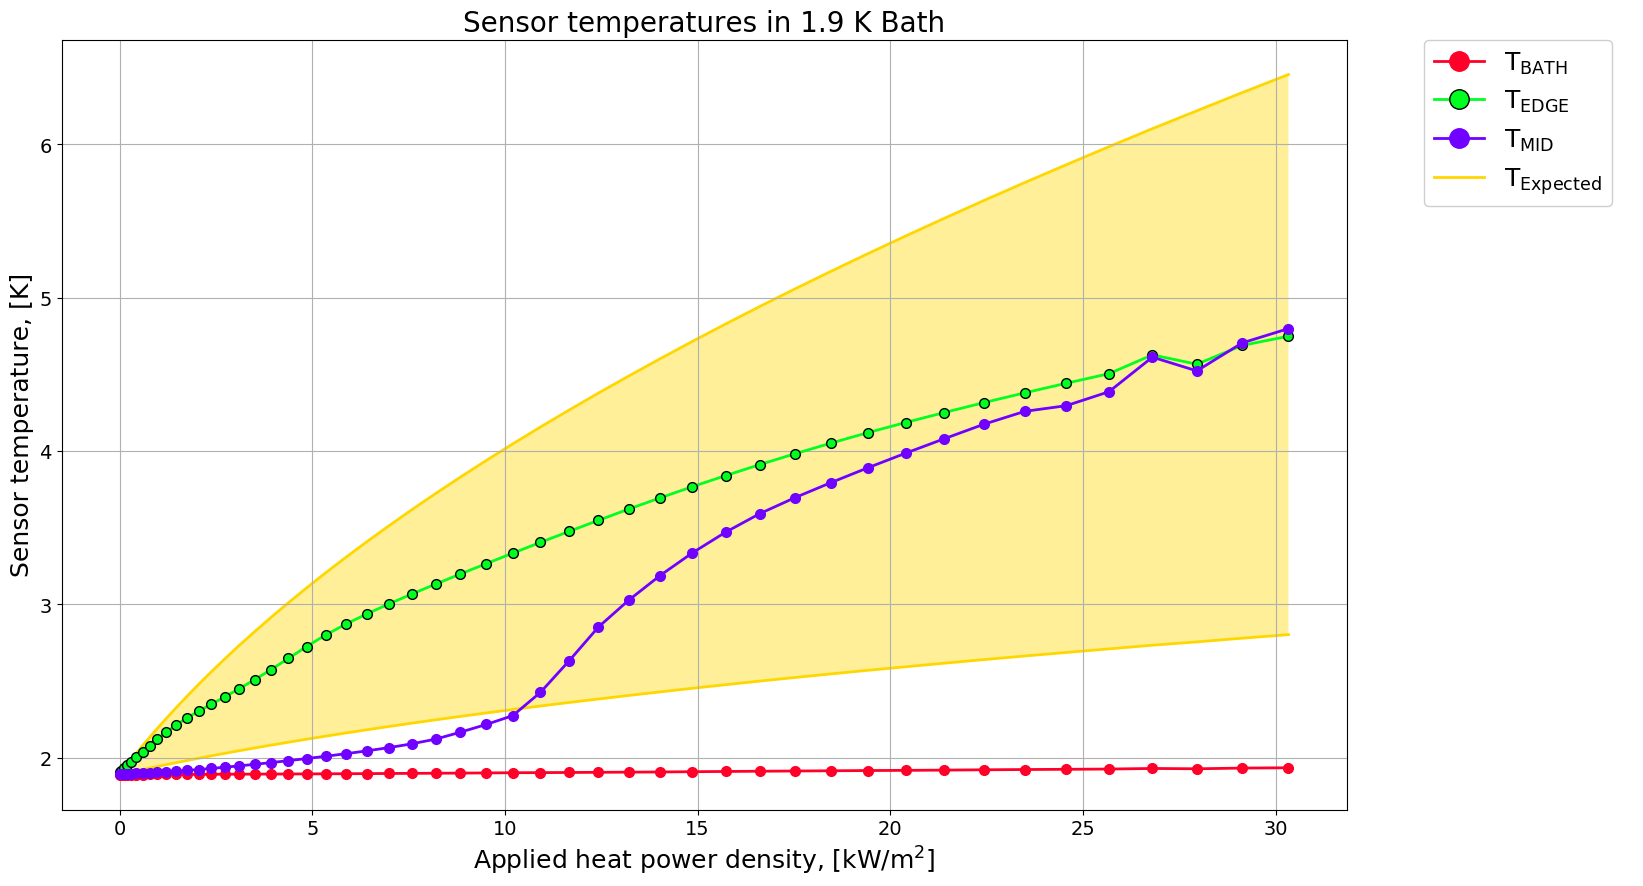 Sensor temperatures in 1.9 K Bath
T_BATH
T_EDGE
T_MID
T_Expected
Sensor temperature, [K]
6
5
4
3
2
0 5 10 15 20 25 30
Applied heat power density, [kW/m²]